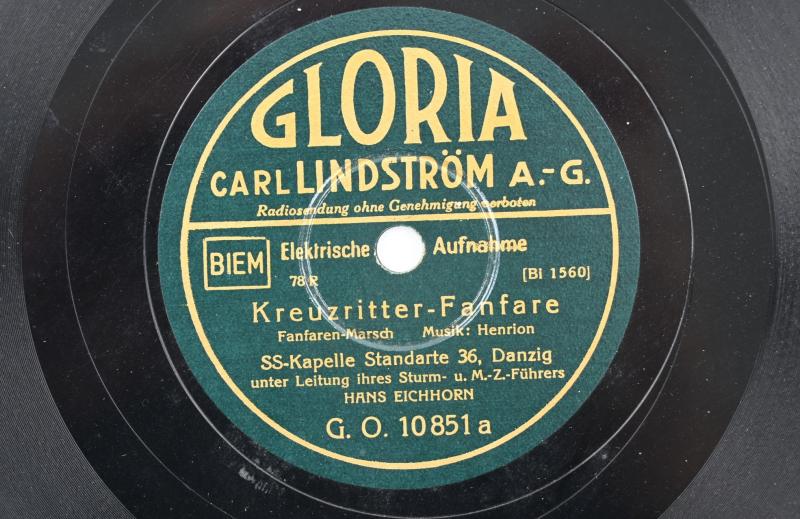 GLORIA
CARL LINDSTRÖM A.-G.
Radiosendung ohne Genehmigung verboten
BIEM Elektrische Aufnahme
78 R [Bi 1560]
Kreuzritter-Fanfare
Fanfaren-Marsch Musik: Henrion
SS-Kapelle Standarte 36, Danzig
unter Leitung ihres Sturm- u. M.-Z.-Führers
HANS EICHHORN
G. O. 10851 a